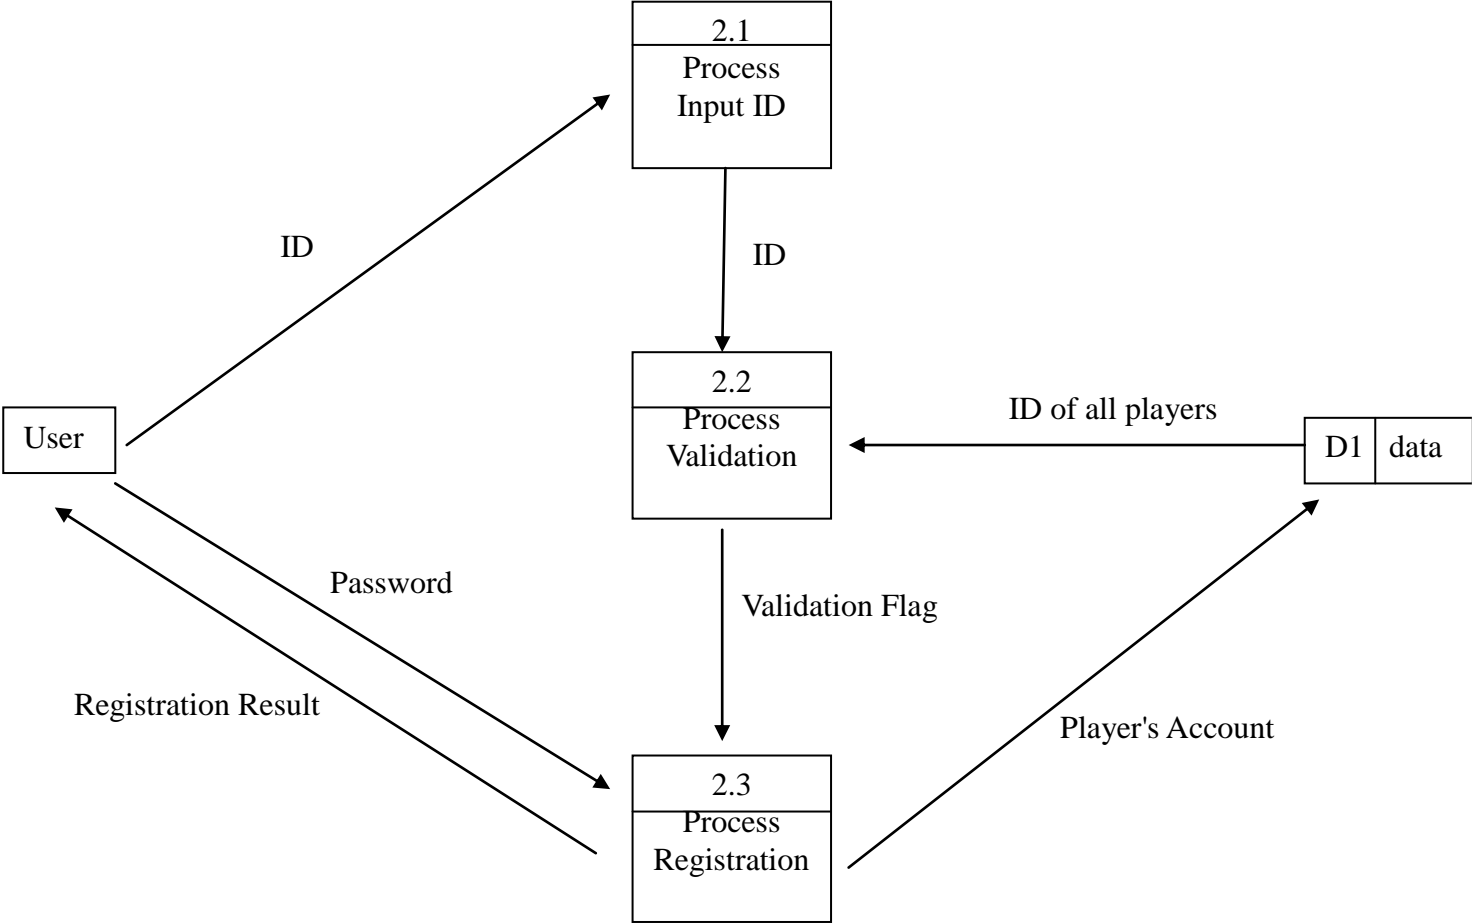 2.1
Process
Input ID
ID
ID
2.2
Process
Validation
ID of all players
User
D1
data
Password
Validation Flag
Registration Result
Player's Account
2.3
Process
Registration